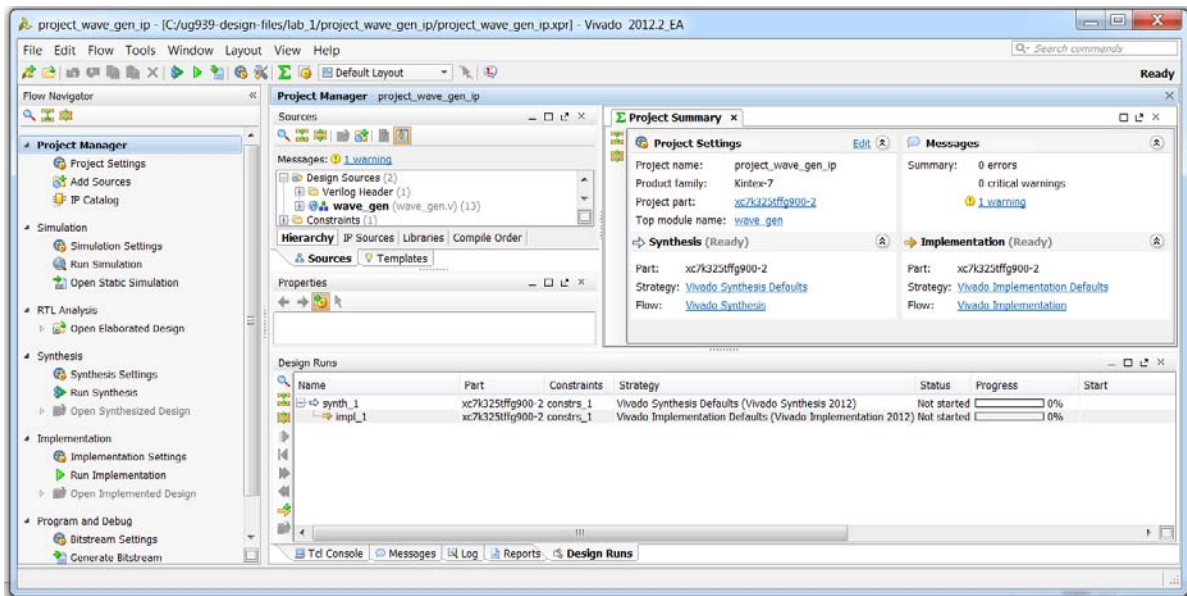 project_wave_gen_ip - [C:/ug939-design-files/lab_1/project_wave_gen_ip/project_wave_gen_ip.xpr] - Vivado 2012.2_EA
File Edit Flow Tools Window Layout View Help
Search commands
Default Layout
Ready
Flow Navigator
Project Manager
Project Settings
Add Sources
IP Catalog
Simulation
Simulation Settings
Run Simulation
Open Static Simulation
RTL Analysis
Open Elaborated Design
Synthesis
Synthesis Settings
Run Synthesis
Open Synthesized Design
Implementation
Implementation Settings
Run Implementation
Open Implemented Design
Program and Debug
Bitstream Settings
Generate Bitstream
Project Manager - project_wave_gen_ip
Sources
Messages: 1 warning
Design Sources (2)
Verilog Header (1)
wave_gen (wave_gen.v) (13)
Constraints (1)
Hierarchy IP Sources Libraries Compile Order
Sources Templates
Properties
Project Summary
Project Settings Edit
Project name: project_wave_gen_ip
Product family: Kintex-7
Project part: xc7k325tffg900-2
Top module name: wave_gen
Messages
Summary: 0 errors
0 critical warnings
1 warning
Synthesis (Ready)
Part: xc7k325tffg900-2
Strategy: Vivado Synthesis Defaults
Flow: Vivado Synthesis
Implementation (Ready)
Part: xc7k325tffg900-2
Strategy: Vivado Implementation Defaults
Flow: Vivado Implementation
Design Runs
Name Part Constraints Strategy Status Progress Start
synth_1 xc7k325tffg900-2 constrs_1 Vivado Synthesis Defaults (Vivado Synthesis 2012) Not started 0%
impl_1 xc7k325tffg900-2 constrs_1 Vivado Implementation Defaults (Vivado Implementation 2012) Not started 0%
Tcl Console Messages Log Reports Design Runs